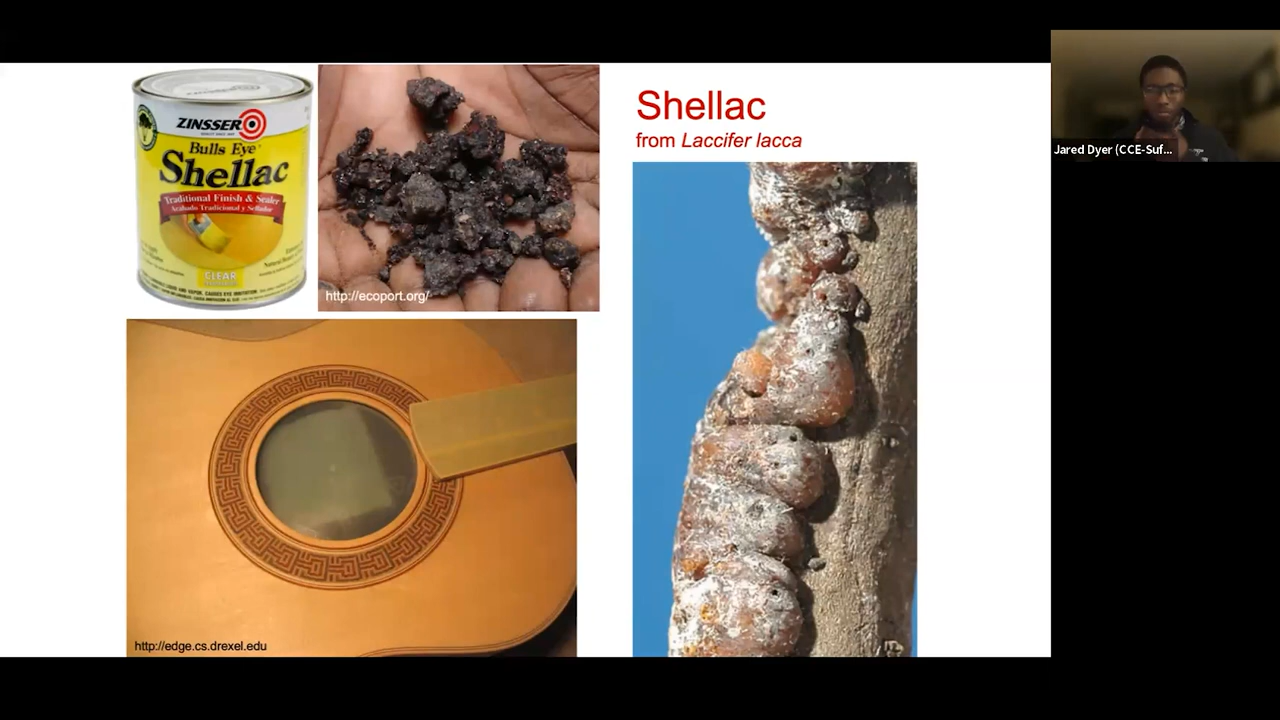 ZINSSER
Bulls Eye
Shellac
Traditional Finish & Sealer
Acabado Tradicional y Sellador
CLEAR
http://ecoport.org/
http://edge.cs.drexel.edu
Shellac
from Laccifer lacca
Jared Dyer (CCE-Suf...